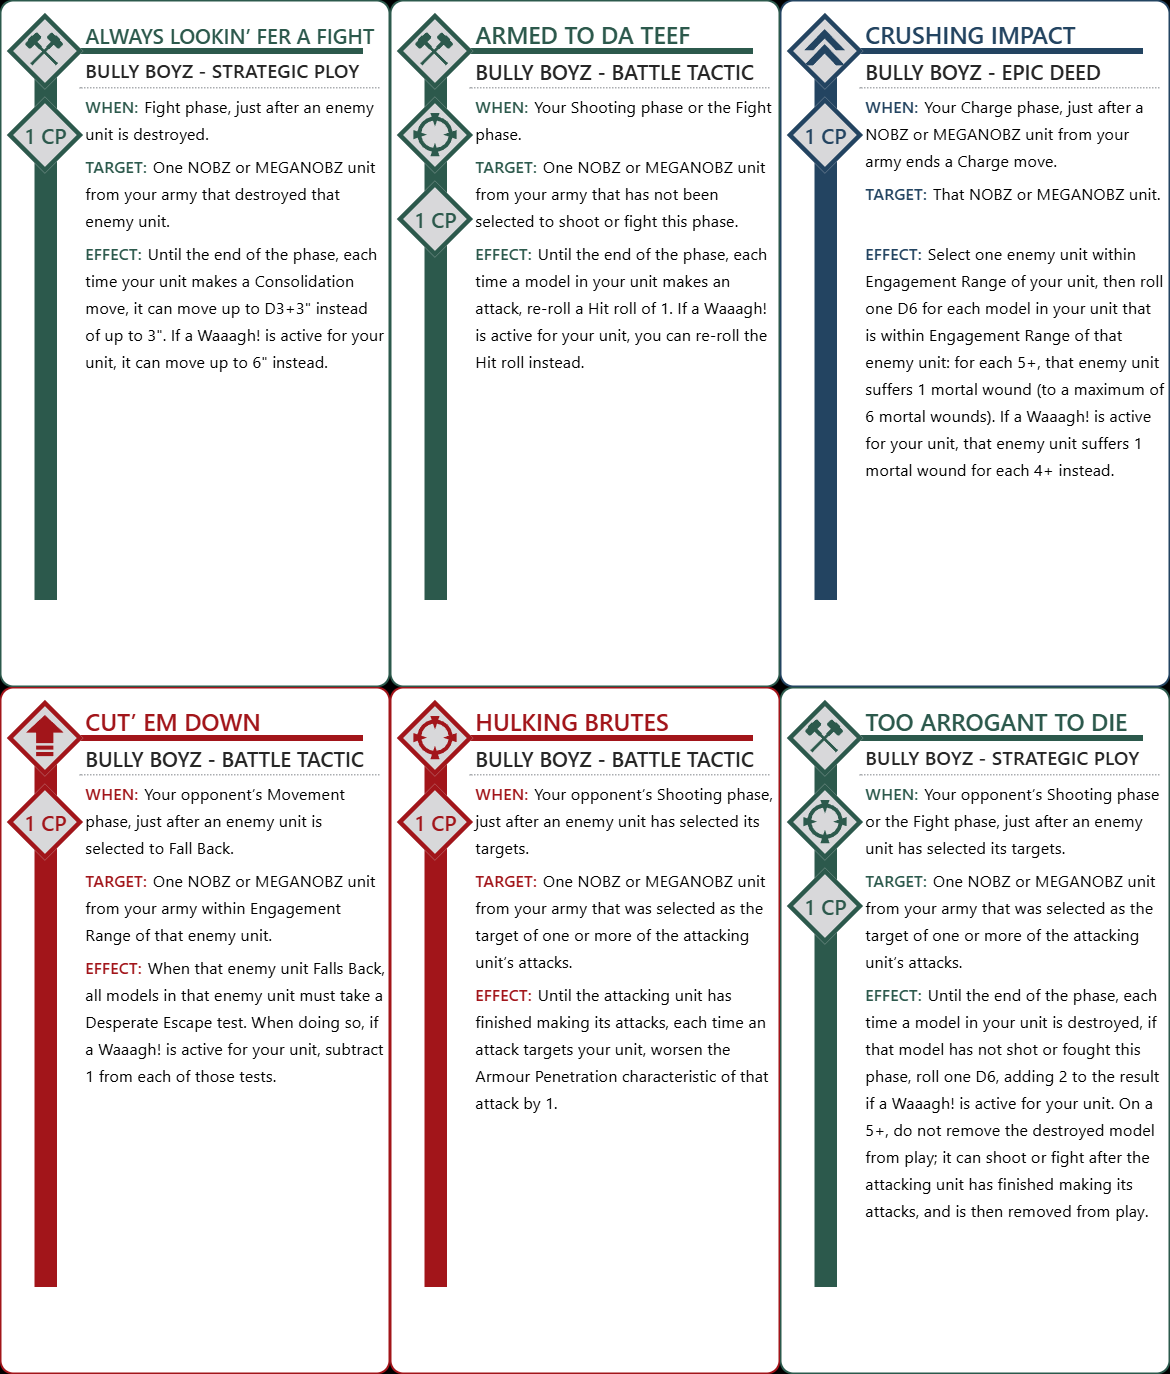 ALWAYS LOOKIN’ FER A FIGHT
BULLY BOYZ - STRATEGIC PLOY
1 CP
WHEN: Fight phase, just after an enemy
unit is destroyed.
TARGET: One NOBZ or MEGANOBZ unit
from your army that destroyed that
enemy unit.
EFFECT: Until the end of the phase, each
time your unit makes a Consolidation
move, it can move up to D3+3" instead
of up to 3". If a Waaagh! is active for your
unit, it can move up to 6" instead.
ARMED TO DA TEEF
BULLY BOYZ - BATTLE TACTIC
1 CP
WHEN: Your Shooting phase or the Fight
phase.
TARGET: One NOBZ or MEGANOBZ unit
from your army that has not been
selected to shoot or fight this phase.
EFFECT: Until the end of the phase, each
time a model in your unit makes an
attack, re-roll a Hit roll of 1. If a Waaagh!
is active for your unit, you can re-roll the
Hit roll instead.
CRUSHING IMPACT
BULLY BOYZ - EPIC DEED
1 CP
WHEN: Your Charge phase, just after a
NOBZ or MEGANOBZ unit from your
army ends a Charge move.
TARGET: That NOBZ or MEGANOBZ unit.
EFFECT: Select one enemy unit within
Engagement Range of your unit, then roll
one D6 for each model in your unit that
is within Engagement Range of that
enemy unit: for each 5+, that enemy unit
suffers 1 mortal wound (to a maximum of
6 mortal wounds). If a Waaagh! is active
for your unit, that enemy unit suffers 1
mortal wound for each 4+ instead.
CUT’ EM DOWN
BULLY BOYZ - BATTLE TACTIC
1 CP
WHEN: Your opponent's Movement
phase, just after an enemy unit is
selected to Fall Back.
TARGET: One NOBZ or MEGANOBZ unit
from your army within Engagement
Range of that enemy unit.
EFFECT: When that enemy unit Falls Back,
all models in that enemy unit must take a
Desperate Escape test. When doing so, if
a Waaagh! is active for your unit, subtract
1 from each of those tests.
HULKING BRUTES
BULLY BOYZ - BATTLE TACTIC
1 CP
WHEN: Your opponent's Shooting phase,
just after an enemy unit has selected its
targets.
TARGET: One NOBZ or MEGANOBZ unit
from your army that was selected as the
target of one or more of the attacking
unit's attacks.
EFFECT: Until the attacking unit has
finished making its attacks, each time an
attack targets your unit, worsen the
Armour Penetration characteristic of that
attack by 1.
TOO ARROGANT TO DIE
BULLY BOYZ - STRATEGIC PLOY
1 CP
WHEN: Your opponent's Shooting phase
or the Fight phase, just after an enemy
unit has selected its targets.
TARGET: One NOBZ or MEGANOBZ unit
from your army that was selected as the
target of one or more of the attacking
unit's attacks.
EFFECT: Until the end of the phase, each
time a model in your unit is destroyed, if
that model has not shot or fought this
phase, roll one D6, adding 2 to the result
if a Waaagh! is active for your unit. On a
5+, do not remove the destroyed model
from play; it can shoot or fight after the
attacking unit has finished making its
attacks, and is then removed from play.